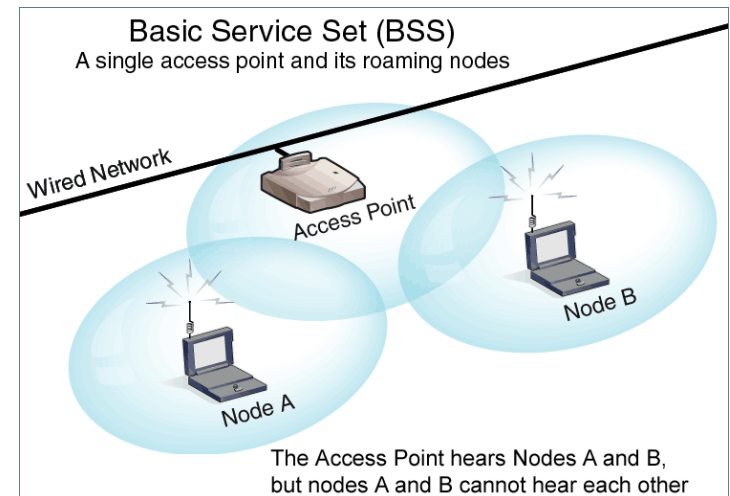 Basic Service Set (BSS)
A single access point and its roaming nodes
Wired Network
Access Point
Node B
Node A
The Access Point hears Nodes A and B,
but nodes A and B cannot hear each other